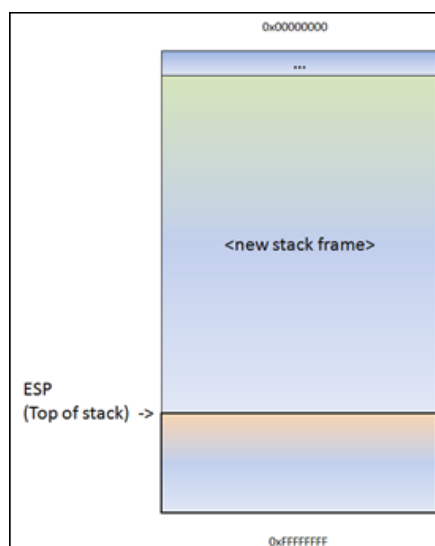 0x00000000
...
<new stack frame>
ESP
(Top of stack) ->
0xFFFFFFFF